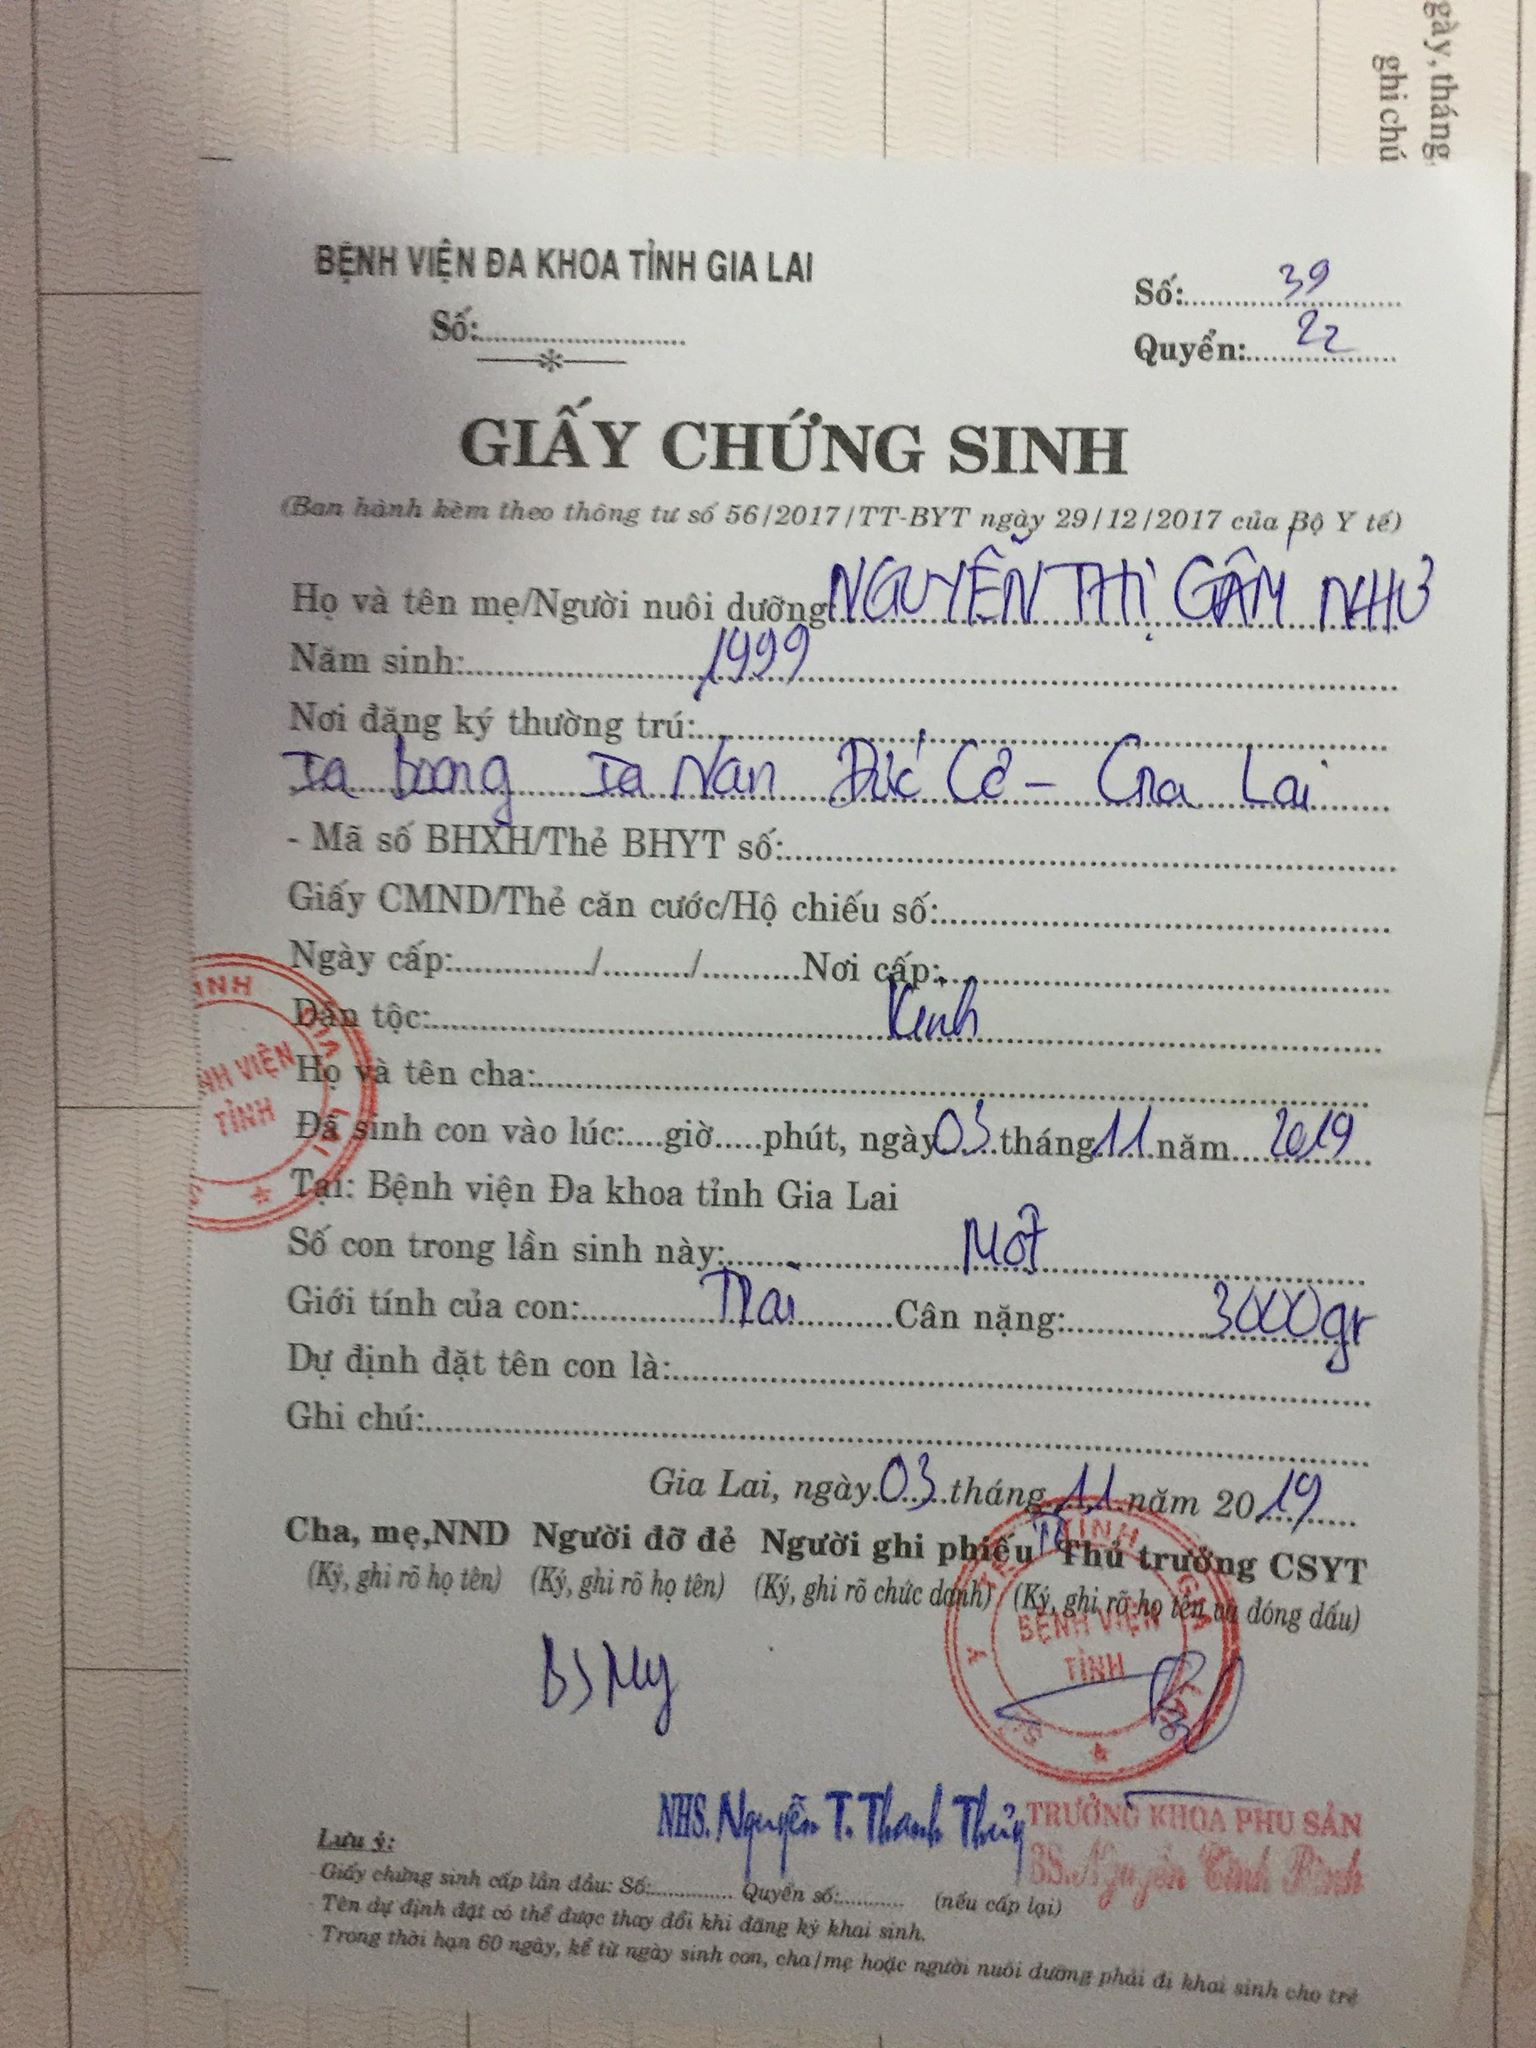 gày, tháng
ghi chú
BỆNH VIỆN ĐA KHOA TỈNH GIA LAI
Số:
Số: 39
Quyển: 22
GIẤY CHỨNG SINH
(Ban hành kèm theo thông tư số 56/2017/TT-BYT ngày 29/12/2017 của Bộ Y tế)
Họ và tên mẹ/Người nuôi dưỡng: NGUYỄN THỊ GẤM NHƯ
Năm sinh: 1999
Nơi đăng ký thường trú:
Ia Boong Ia Nan Đức Cơ - Gia Lai
- Mã số BHXH/Thẻ BHYT số:
Giấy CMND/Thẻ căn cước/Hộ chiếu số:
Ngày cấp: / / Nơi cấp:
Dân tộc: Kinh
Họ và tên cha:
Đã sinh con vào lúc: giờ phút, ngày 03 tháng 11 năm 2019
Tại: Bệnh viện Đa khoa tỉnh Gia Lai
Số con trong lần sinh này: Một
Giới tính của con: Trai Cân nặng: 3000gr
Dự định đặt tên con là:
Ghi chú:
Gia Lai, ngày 03 tháng 11 năm 2019
Cha, mẹ,NND Người đỡ đẻ Người ghi phiếu Thủ trưởng CSYT
(Ký, ghi rõ họ tên) (Ký, ghi rõ họ tên) (Ký, ghi rõ chức danh) (Ký, ghi rõ họ tên và đóng dấu)
BỆNH VIỆN
TỈNH
BS My
NHS. Nguyễn T. Thanh Thủy
TRƯỞNG KHOA PHỤ SẢN
BS. Nguyễn
Lưu ý:
- Giấy chứng sinh cấp lần đầu: Số: Quyển số: (nếu cấp lại)
- Tên dự định đặt có thể được thay đổi khi đăng ký khai sinh.
- Trong thời hạn 60 ngày, kể từ ngày sinh con, cha/mẹ hoặc người nuôi dưỡng phải đi khai sinh cho trẻ